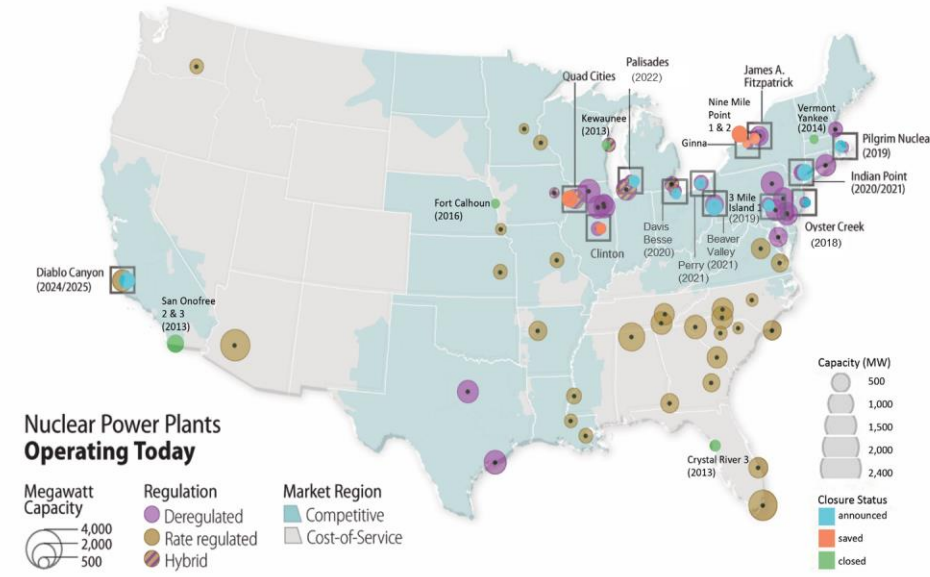 Palisades
(2022)
Quad Cities
James A.
Fitzpatrick
Nine Mile
Point
1 & 2
Kewaunee
(2013)
Vermont
Yankee
(2014)
Ginna
Pilgrim Nuclea
(2019)
Indian Point
(2020/2021)
Fort Calhoun
(2016)
3 Mile
Island 1
(2019)
Oyster Creek
(2018)
Davis
Besse
(2020)
Beaver
Valley
(2021)
Perry
(2021)
Clinton
Diablo Canyon
(2024/2025)
San Onofree
2 & 3
(2013)
Crystal River 3
(2013)
Capacity (MW)
500
1,000
1,500
2,000
2,400
Closure Status
announced
saved
closed
Nuclear Power Plants
Operating Today
Megawatt
Capacity
4,000
2,000
500
Regulation
Deregulated
Rate regulated
Hybrid
Market Region
Competitive
Cost-of-Service